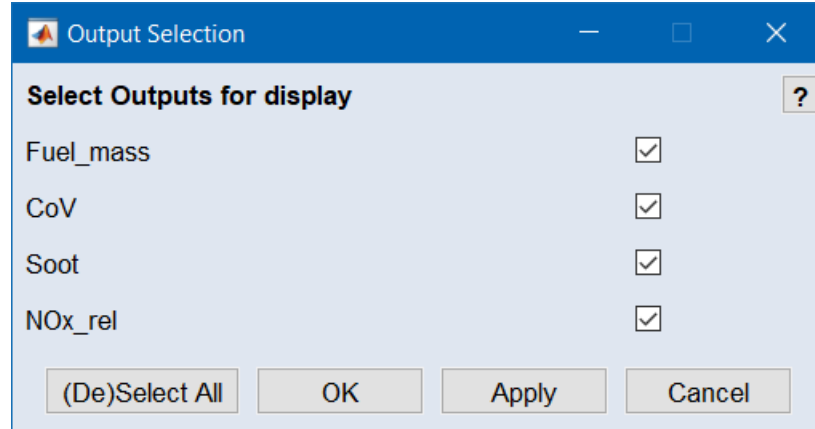 Output Selection
Select Outputs for display ?
Fuel_mass
CoV
Soot
NOx_rel
(De)Select All OK Apply Cancel